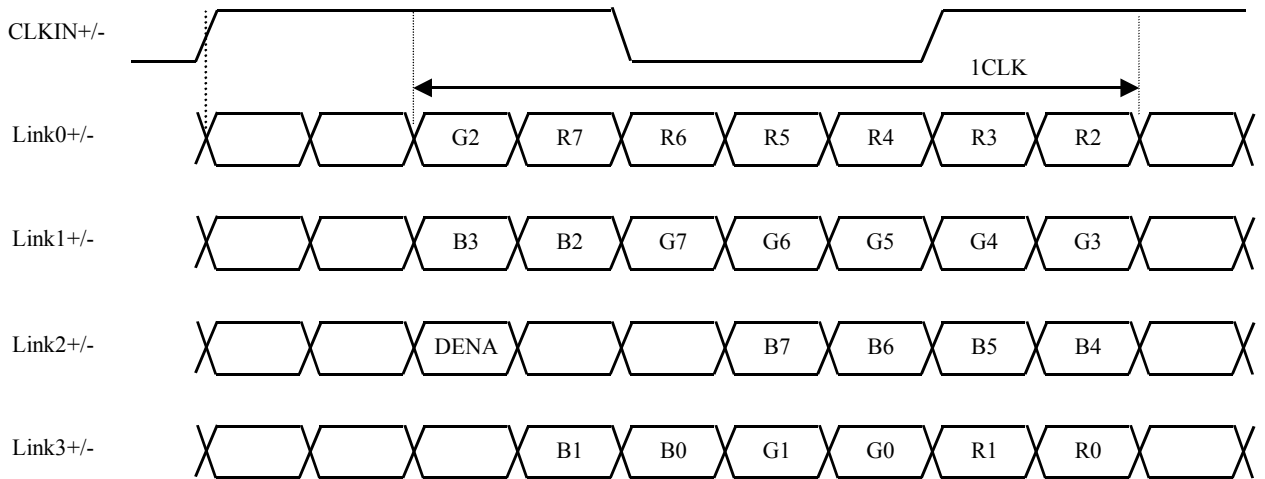 CLKIN+/-
1CLK
Link0+/- G2 R7 R6 R5 R4 R3 R2
Link1+/- B3 B2 G7 G6 G5 G4 G3
Link2+/- DENA B7 B6 B5 B4
Link3+/- B1 B0 G1 G0 R1 R0